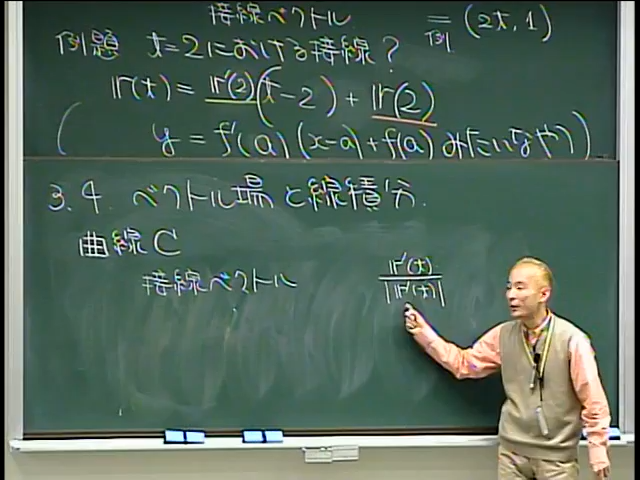 接線ベクトル = (2t, 1)
例
例題 t=2における接線?
𝕣(t) = 𝕣'(2)(t-2) + 𝕣(2)
( y = f'(a)(x-a)+f(a) みたいなやつ)
3.4. ベクトル場と線積分.
曲線C
接線ベクトル 𝕣'(t)
|𝕣'(t)|